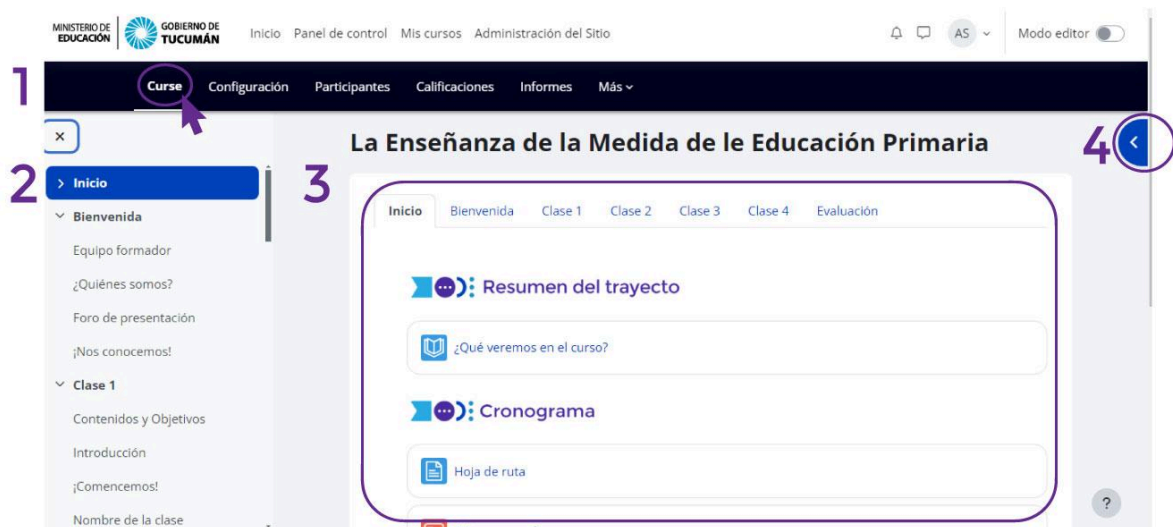 MINISTERIO DE
EDUCACIÓN
GOBIERNO DE
TUCUMÁN
Inicio Panel de control Mis cursos Administración del Sitio
AS
Modo editor
1
Curse Configuración Participantes Calificaciones Informes Más
La Enseñanza de la Medida de le Educación Primaria
4
2
Inicio
Bienvenida
Equipo formador
¿Quiénes somos?
Foro de presentación
¡Nos conocemos!
Clase 1
Contenidos y Objetivos
Introducción
¡Comencemos!
Nombre de la clase
3
Inicio Bienvenida Clase 1 Clase 2 Clase 3 Clase 4 Evaluación
Resumen del trayecto
¿Qué veremos en el curso?
Cronograma
Hoja de ruta
?